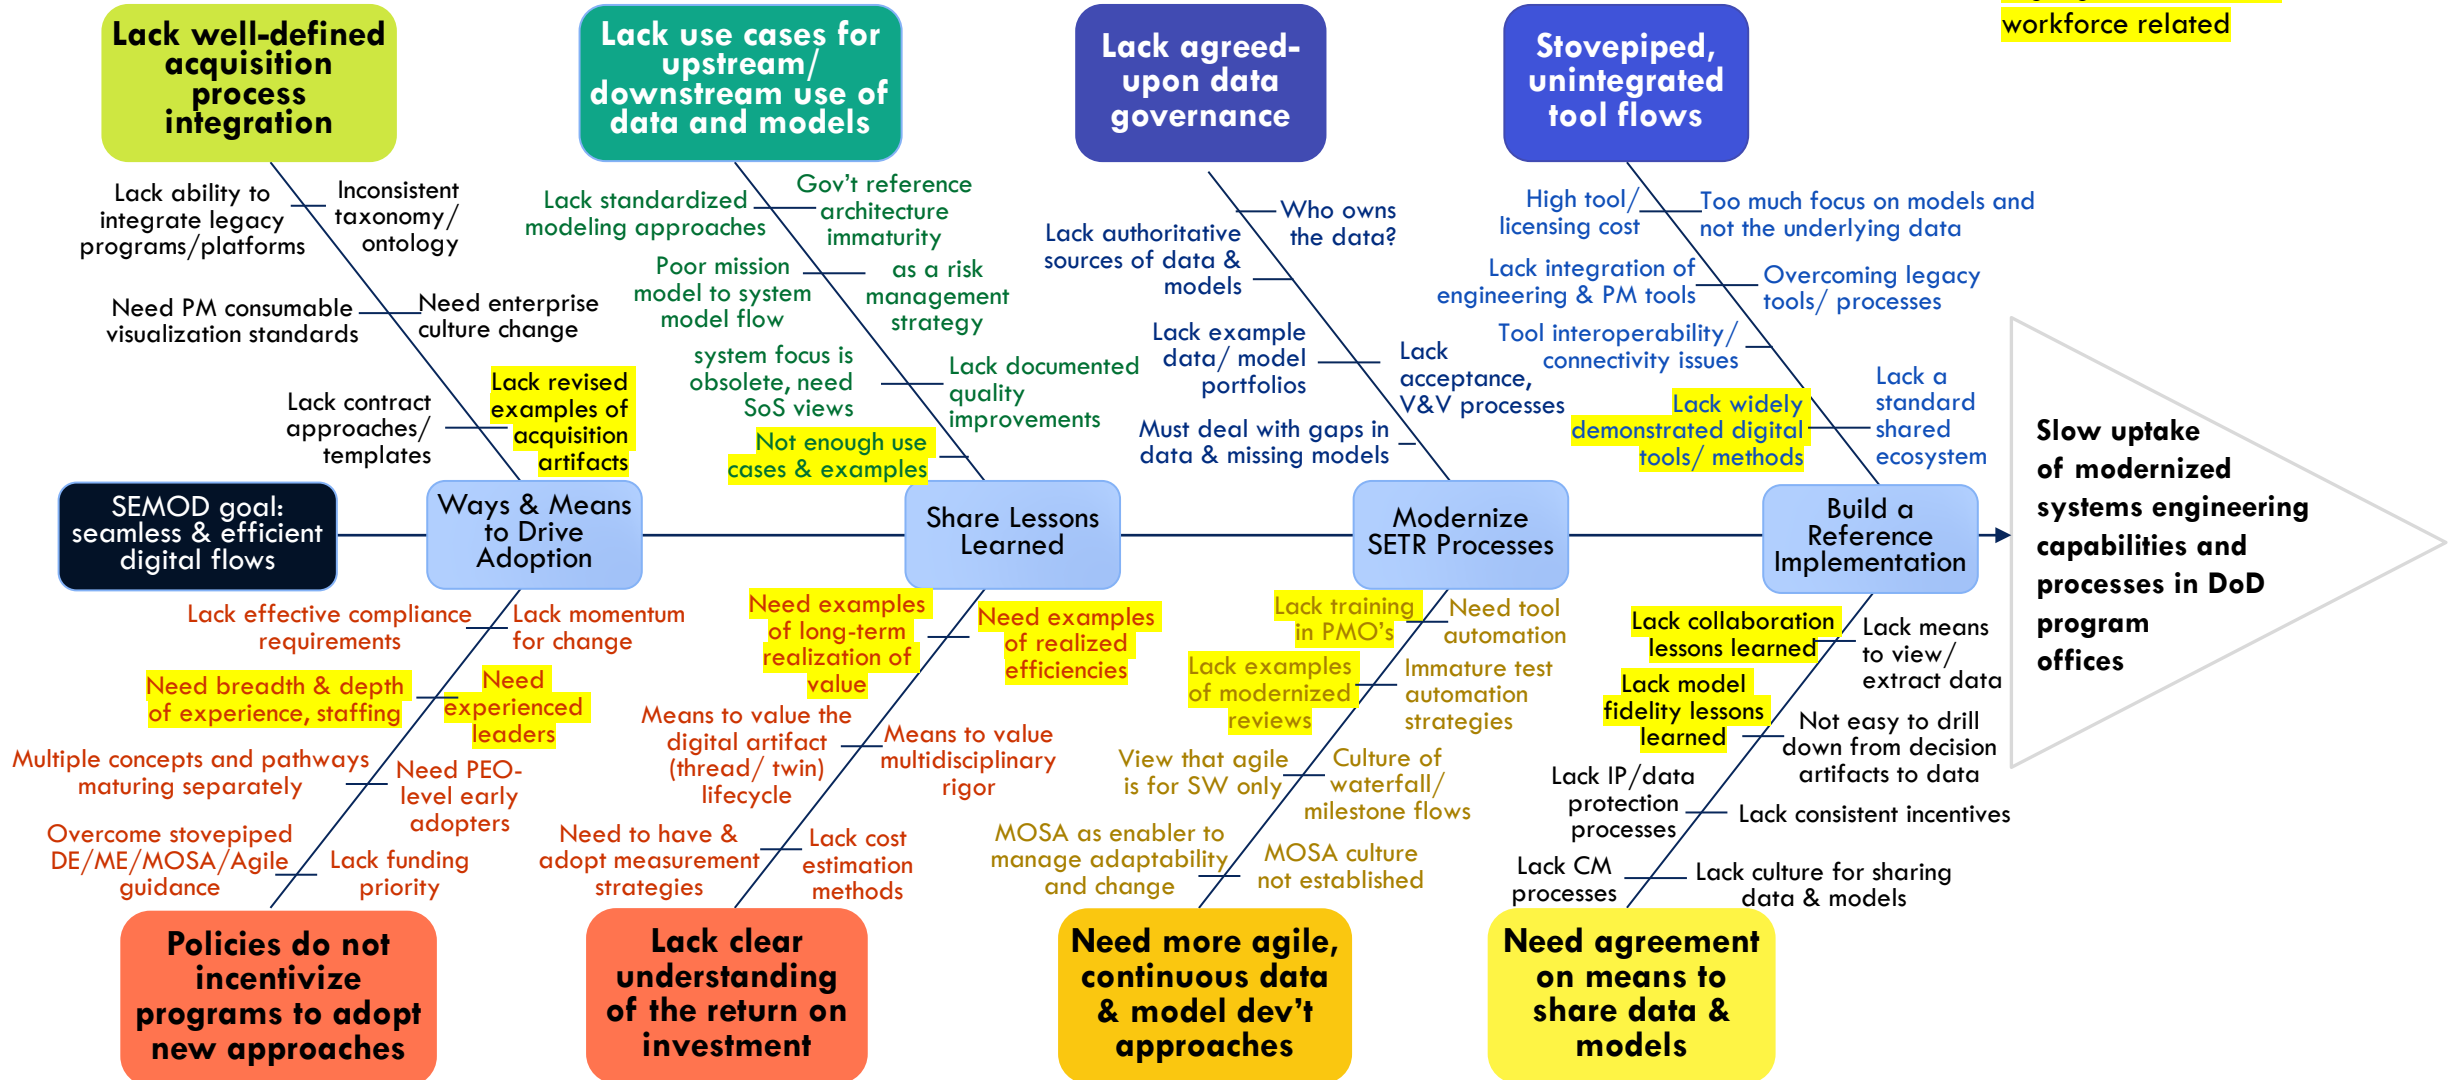 workforce related
Lack well-defined
acquisition
process
integration
Lack use cases for
upstream/
downstream use of
data and models
Lack agreed-
upon data
governance
Stovepiped,
unintegrated
tool flows
Lack ability to
integrate legacy
programs/platforms
Inconsistent
taxonomy/
ontology
Need PM consumable
visualization standards
Need enterprise
culture change
Lack contract
approaches/
templates
Lack revised
examples of
acquisition
artifacts
Lack standardized
modeling approaches
Gov't reference
architecture
immaturity
Poor mission
model to system
model flow
as a risk
management
strategy
system focus is
obsolete, need
SoS views
Lack documented
quality
improvements
Not enough use
cases & examples
Who owns
the data?
Lack authoritative
sources of data &
models
Lack example
data/ model
portfolios
Lack
acceptance,
V&V processes
Must deal with gaps in
data & missing models
High tool/
licensing cost
Too much focus on models and
not the underlying data
Lack integration of
engineering & PM tools
Overcoming legacy
tools/ processes
Tool interoperability/
connectivity issues
Lack widely
demonstrated digital
tools/ methods
Lack a
standard
shared
ecosystem
SEMOD goal:
seamless & efficient
digital flows
Ways & Means
to Drive
Adoption
Share Lessons
Learned
Modernize
SETR Processes
Build a
Reference
Implementation
Slow uptake
of modernized
systems engineering
capabilities and
processes in DoD
program
offices
Lack effective compliance
requirements
Lack momentum
for change
Need breadth & depth
of experience, staffing
Need
experienced
leaders
Multiple concepts and pathways
maturing separately
Need PEO-
level early
adopters
Overcome stovepiped
DE/ME/MOSA/Agile
guidance
Lack funding
priority
Need examples
of long-term
realization of
value
Need examples
of realized
efficiencies
Means to value the
digital artifact
(thread/ twin)
lifecycle
Means to value
multidisciplinary
rigor
Need to have &
adopt measurement
strategies
Lack cost
estimation
methods
Lack training
in PMO's
Need tool
automation
Lack examples
of modernized
reviews
Immature test
automation
strategies
View that agile
is for SW only
Culture of
waterfall/
milestone flows
MOSA as enabler to
manage adaptability
and change
MOSA culture
not established
Lack collaboration
lessons learned
Lack means
to view/
extract data
Lack model
fidelity lessons
learned
Not easy to drill
down from decision
artifacts to data
Lack IP/data
protection
processes
Lack consistent incentives
Lack CM
processes
Lack culture for sharing
data & models
Policies do not
incentivize
programs to adopt
new approaches
Lack clear
understanding
of the return on
investment
Need more agile,
continuous data
& model dev't
approaches
Need agreement
on means to
share data &
models